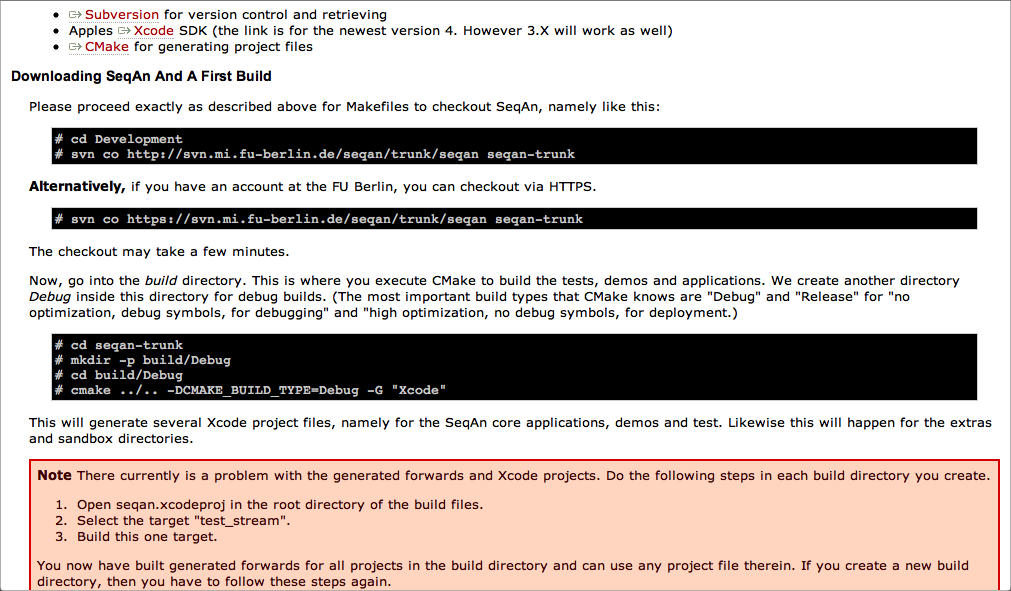 Subversion for version control and retrieving
Apples Xcode SDK (the link is for the newest version 4. However 3.X will work as well)
CMake for generating project files
Downloading SeqAn And A First Build
Please proceed exactly as described above for Makefiles to checkout SeqAn, namely like this:
# cd Development
# svn co http://svn.mi.fu-berlin.de/seqan/trunk/seqan seqan-trunk
Alternatively, if you have an account at the FU Berlin, you can checkout via HTTPS.
# svn co https://svn.mi.fu-berlin.de/seqan/trunk/seqan seqan-trunk
The checkout may take a few minutes.
Now, go into the build directory. This is where you execute CMake to build the tests, demos and applications. We create another directory
Debug inside this directory for debug builds. (The most important build types that CMake knows are "Debug" and "Release" for "no
optimization, debug symbols, for debugging" and "high optimization, no debug symbols, for deployment.)
# cd seqan-trunk
# mkdir -p build/Debug
# cd build/Debug
# cmake ../.. -DCMAKE_BUILD_TYPE=Debug -G "Xcode"
This will generate several Xcode project files, namely for the SeqAn core applications, demos and test. Likewise this will happen for the extras
and sandbox directories.
Note There currently is a problem with the generated forwards and Xcode projects. Do the following steps in each build directory you create.
1. Open seqan.xcodeproj in the root directory of the build files.
2. Select the target "test_stream".
3. Build this one target.
You now have built generated forwards for all projects in the build directory and can use any project file therein. If you create a new build
directory, then you have to follow these steps again.